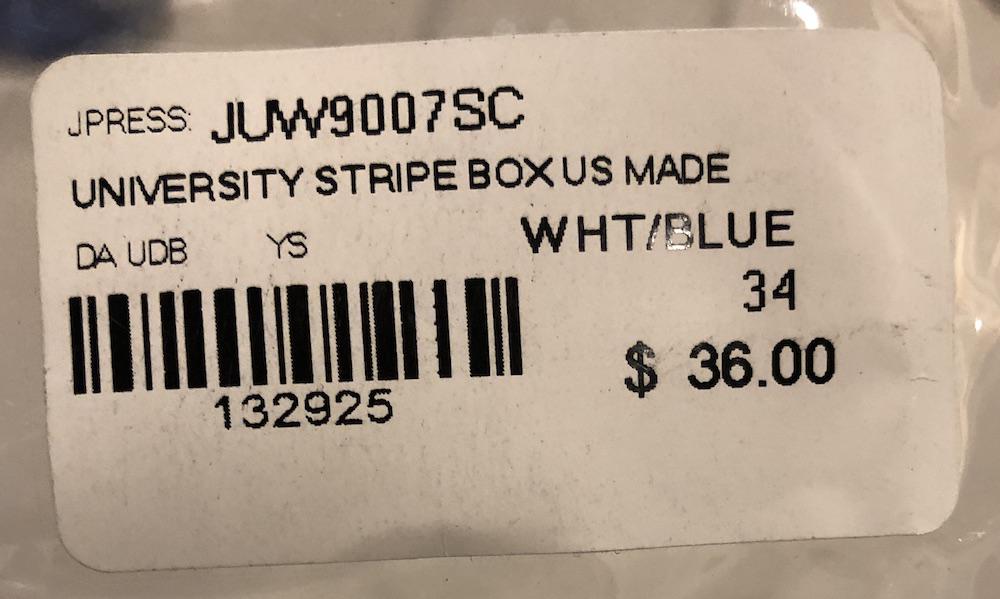 JPRESS: JUW9007SC
UNIVERSITY STRIPE BOX US MADE
DA UDB YS WHT/BLUE
34
$ 36.00
132925